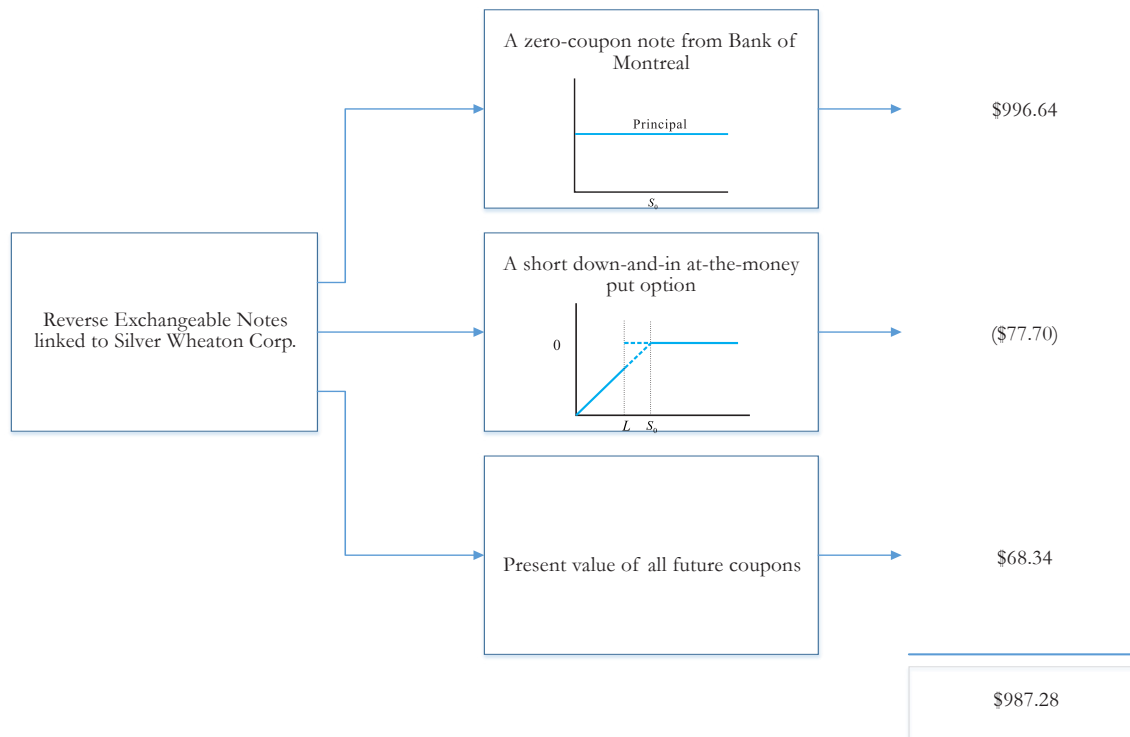 A zero-coupon note from Bank of
Montreal
Principal
S₀
$996.64
Reverse Exchangeable Notes
linked to Silver Wheaton Corp.
A short down-and-in at-the-money
put option
0
L S₀
($77.70)
Present value of all future coupons
$68.34
$987.28